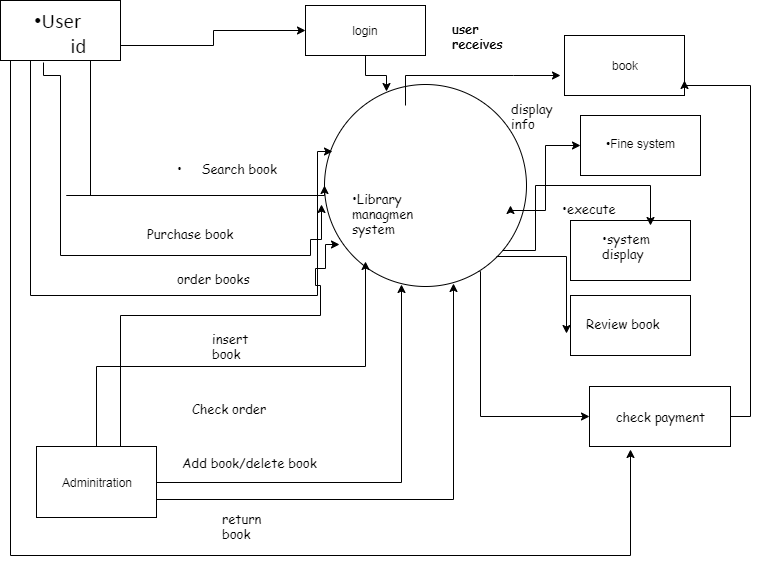 •User
id
login
user
receives
book
display
info
•Fine system
• Search book
•Library
managmen
system
•execute
Purchase book
•system
display
order books
Review book
insert
book
Check order
check payment
Add book/delete book
Adminitration
return
book